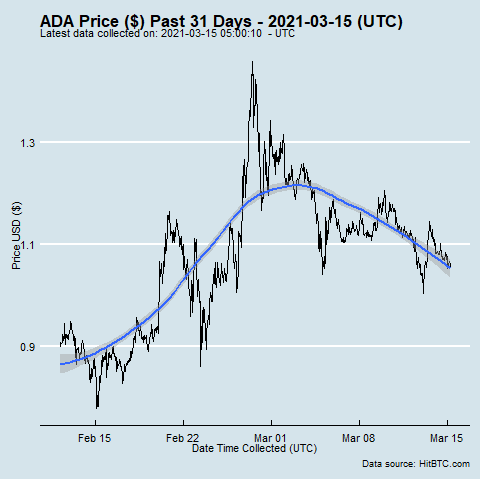 ADA Price ($) Past 31 Days - 2021-03-15 (UTC)
Latest data collected on: 2021-03-15 05:00:10 - UTC
1.3
1.1
0.9
Price USD ($)
Feb 15 Feb 22 Mar 01 Mar 08 Mar 15
Date Time Collected (UTC)
Data source: HitBTC.com